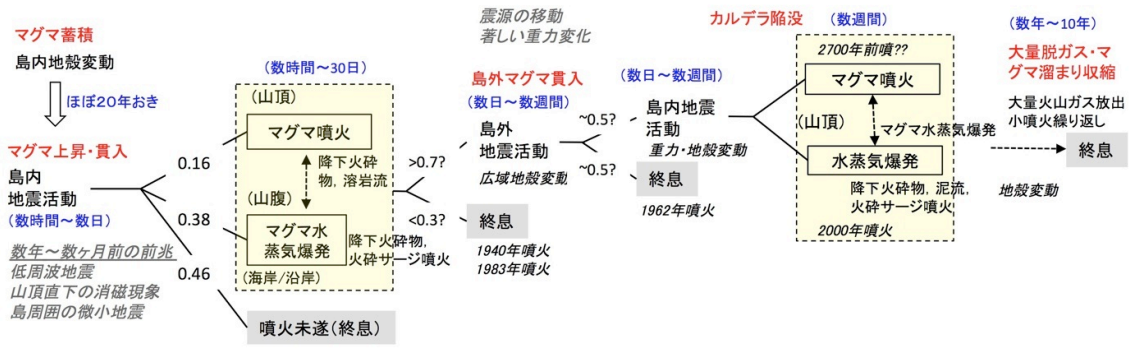 マグマ蓄積
島内地殻変動
ほぼ20年おき
マグマ上昇・貫入
島内
地震活動
(数時間〜数日)
数年〜数ヶ月前の前兆
低周波地震
山頂直下の消磁現象
島周囲の微小地震
0.16
0.38
0.46
(数時間〜30日)
(山頂)
マグマ噴火
降下火砕
物, 溶岩流
(山腹)
マグマ水
蒸気爆発
降下火砕物,
火砕サージ噴火
(海岸/沿岸)
噴火未遂(終息)
>0.7?
<0.3?
終息
1940年噴火
1983年噴火
震源の移動
著しい重力変化
島外マグマ貫入
(数日〜数週間)
島外
地震活動
広域地殻変動
~0.5?
~0.5?
(数日〜数週間)
島内地震
活動
重力・地殻変動
終息
1962年噴火
カルデラ陥没
(数週間)
2700年前噴??
マグマ噴火
(山頂)
マグマ水蒸気爆発
水蒸気爆発
降下火砕物, 泥流,
火砕サージ噴火
2000年噴火
(数年〜10年)
大量脱ガス・マ
グマ溜まり収縮
大量火山ガス放出
小噴火繰り返し
終息
地殻変動